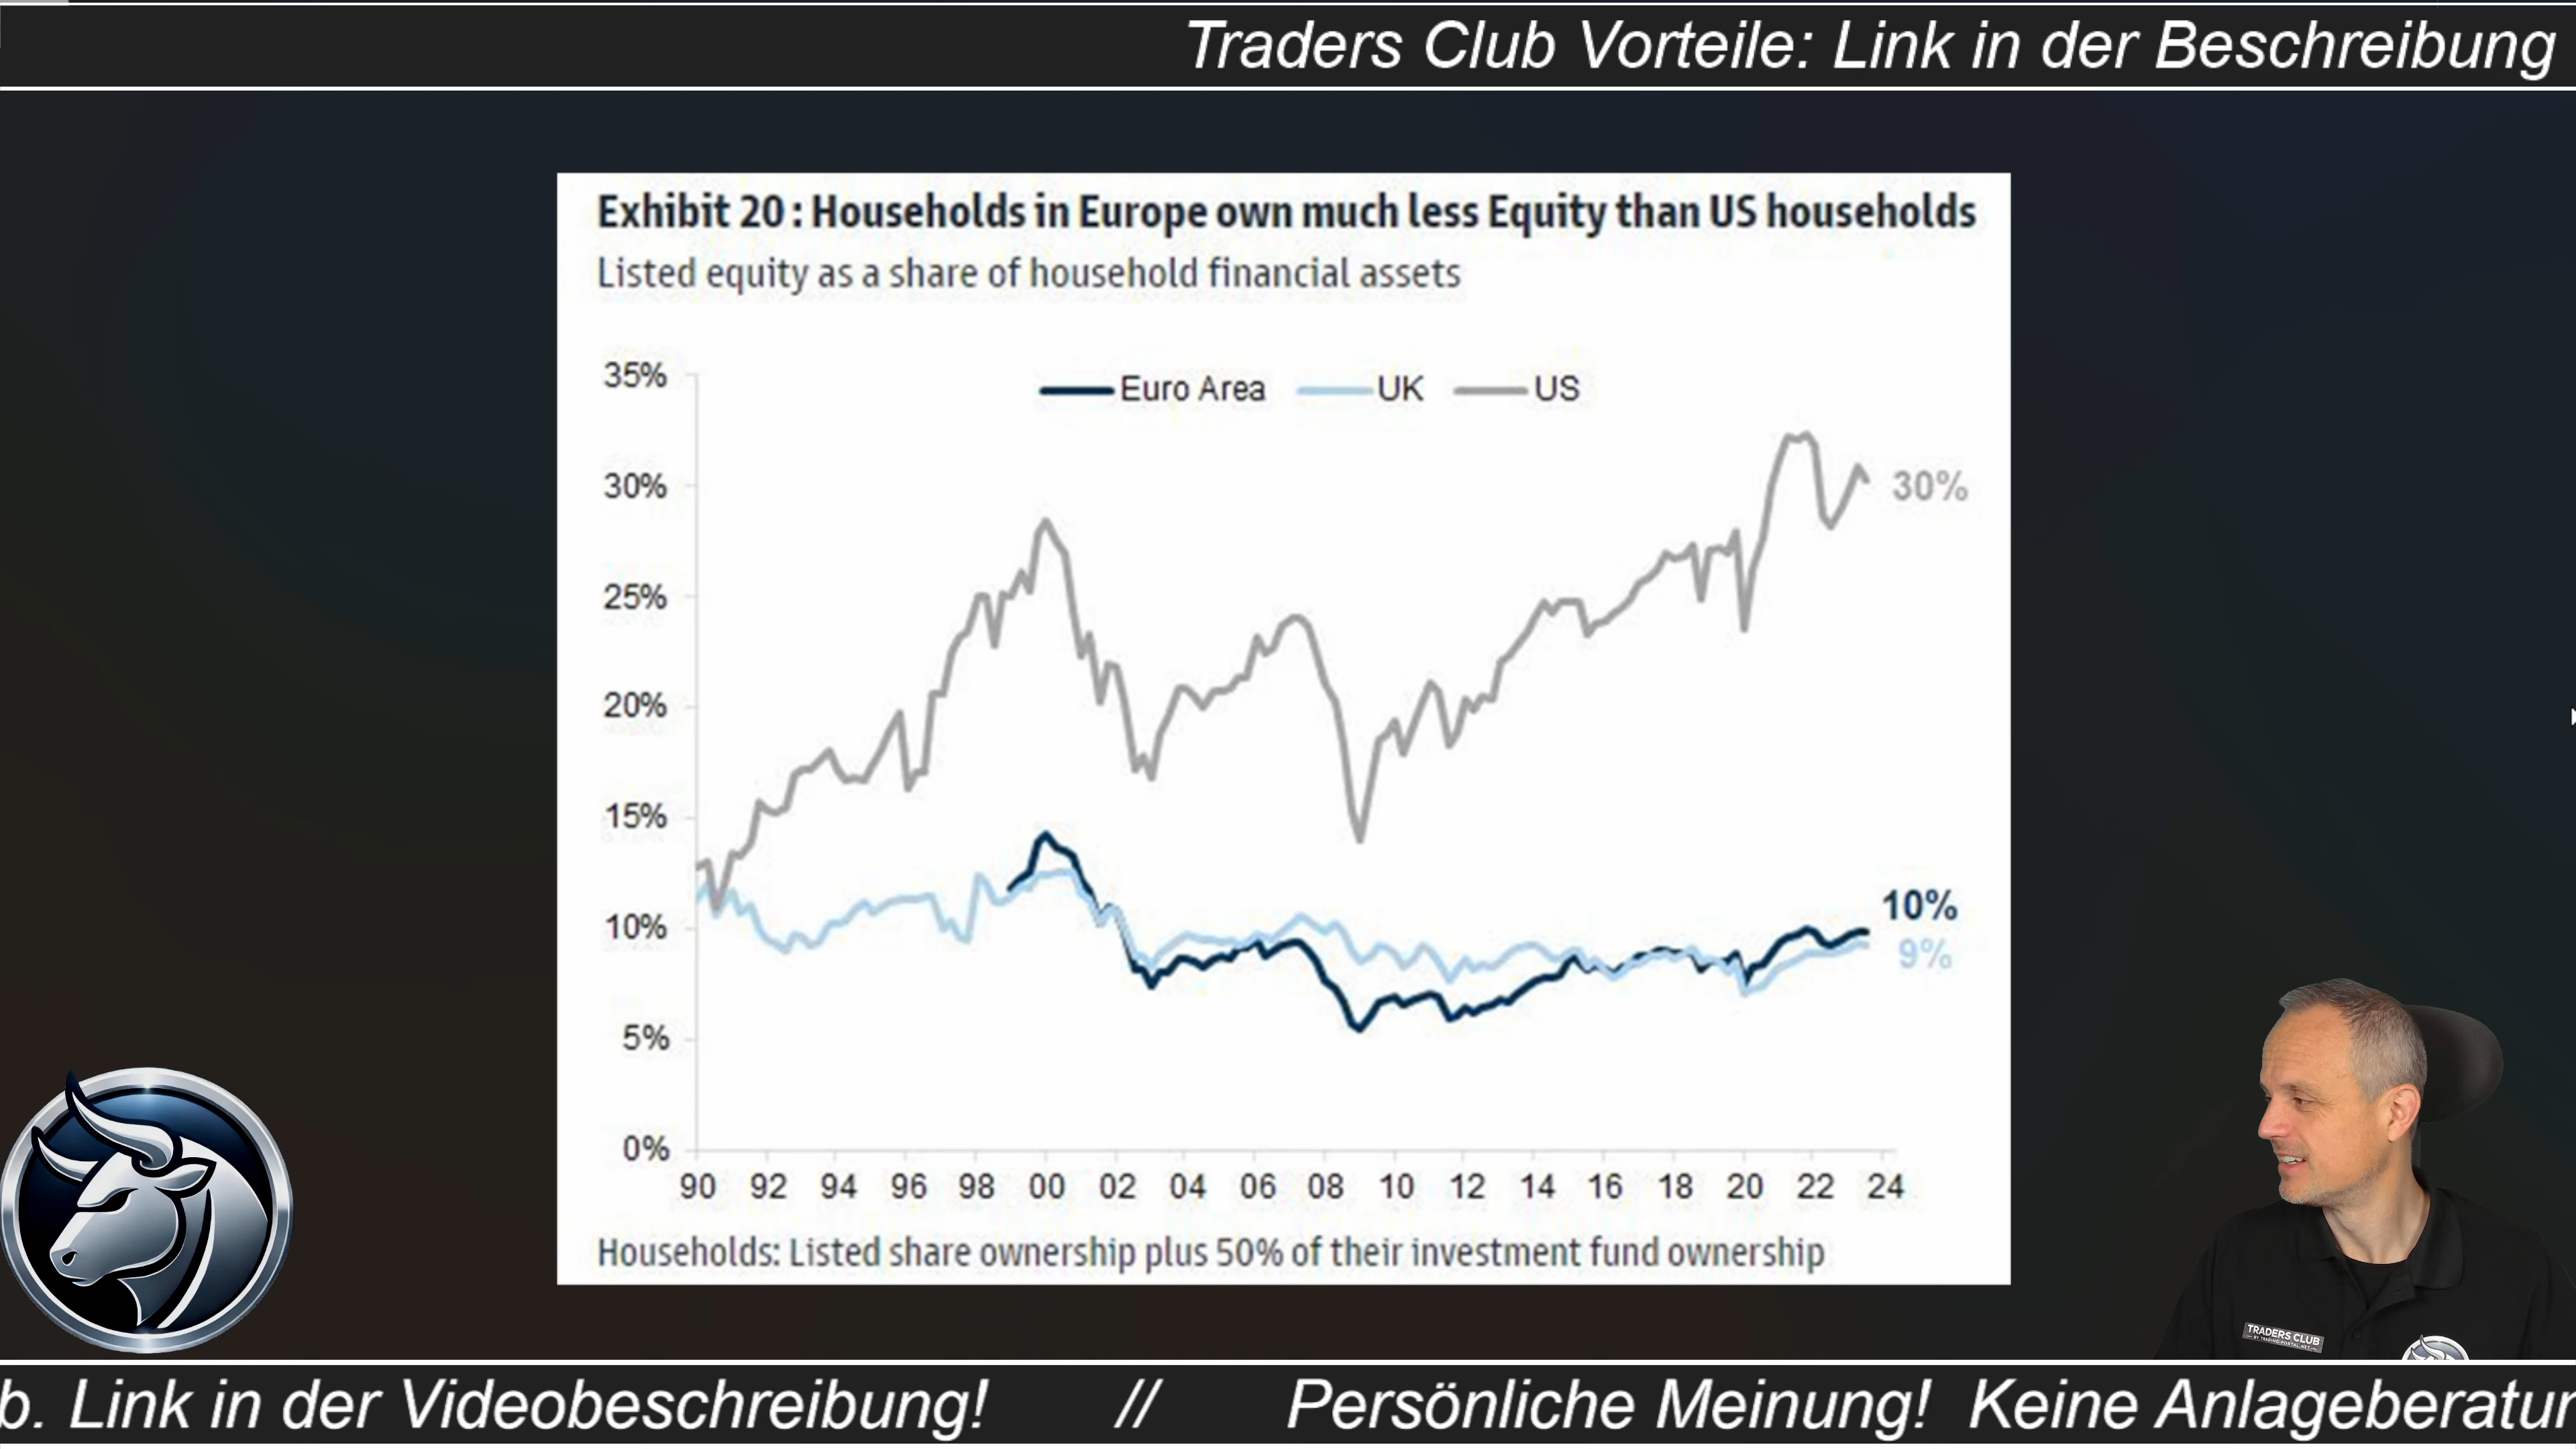 Traders Club Vorteile: Link in der Beschreibung
Exhibit 20 : Households in Europe own much less Equity than US households
Listed equity as a share of household financial assets
Euro Area UK US
35%
30%
25%
20%
15%
10%
5%
0%
30%
10%
9%
90 92 94 96 98 00 02 04 06 08 10 12 14 16 18 20 22 24
Households: Listed share ownership plus 50% of their investment fund ownership
TRADERS CLUB
b. Link in der Videobeschreibung! // Persönliche Meinung! Keine Anlageberatur